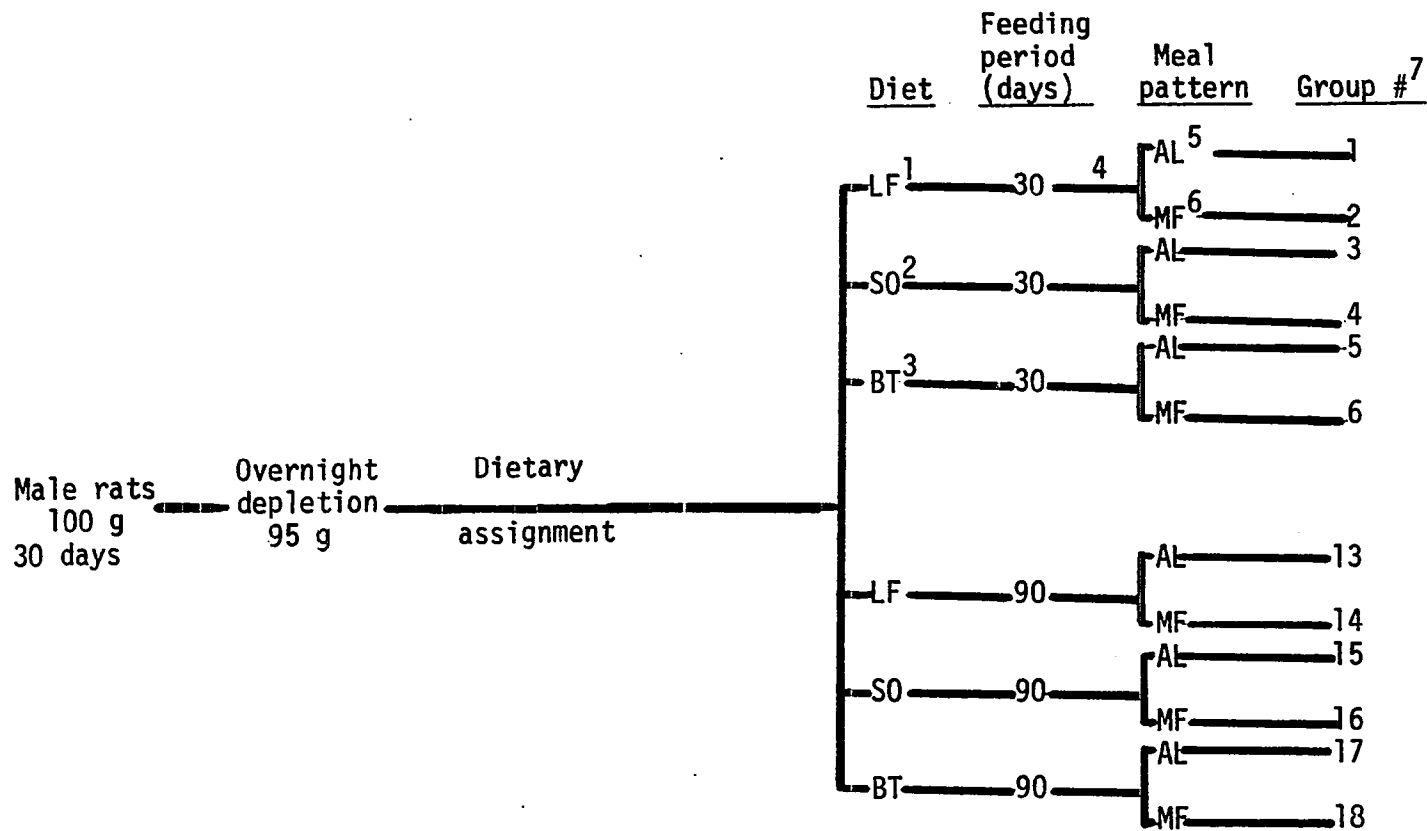 Feeding
period Meal
Diet (days) pattern Group #7
AL5 1
LF1 30 4
MF6 2
AL 3
SO2 30
MF 4
AL 5
BT3 30
MF 6
Overnight Dietary
Male rats depletion
100 g 95 g assignment
30 days
AL 13
LF 90
MF 14
AL 15
SO 90
MF 16
AL 17
BT 90
MF 18